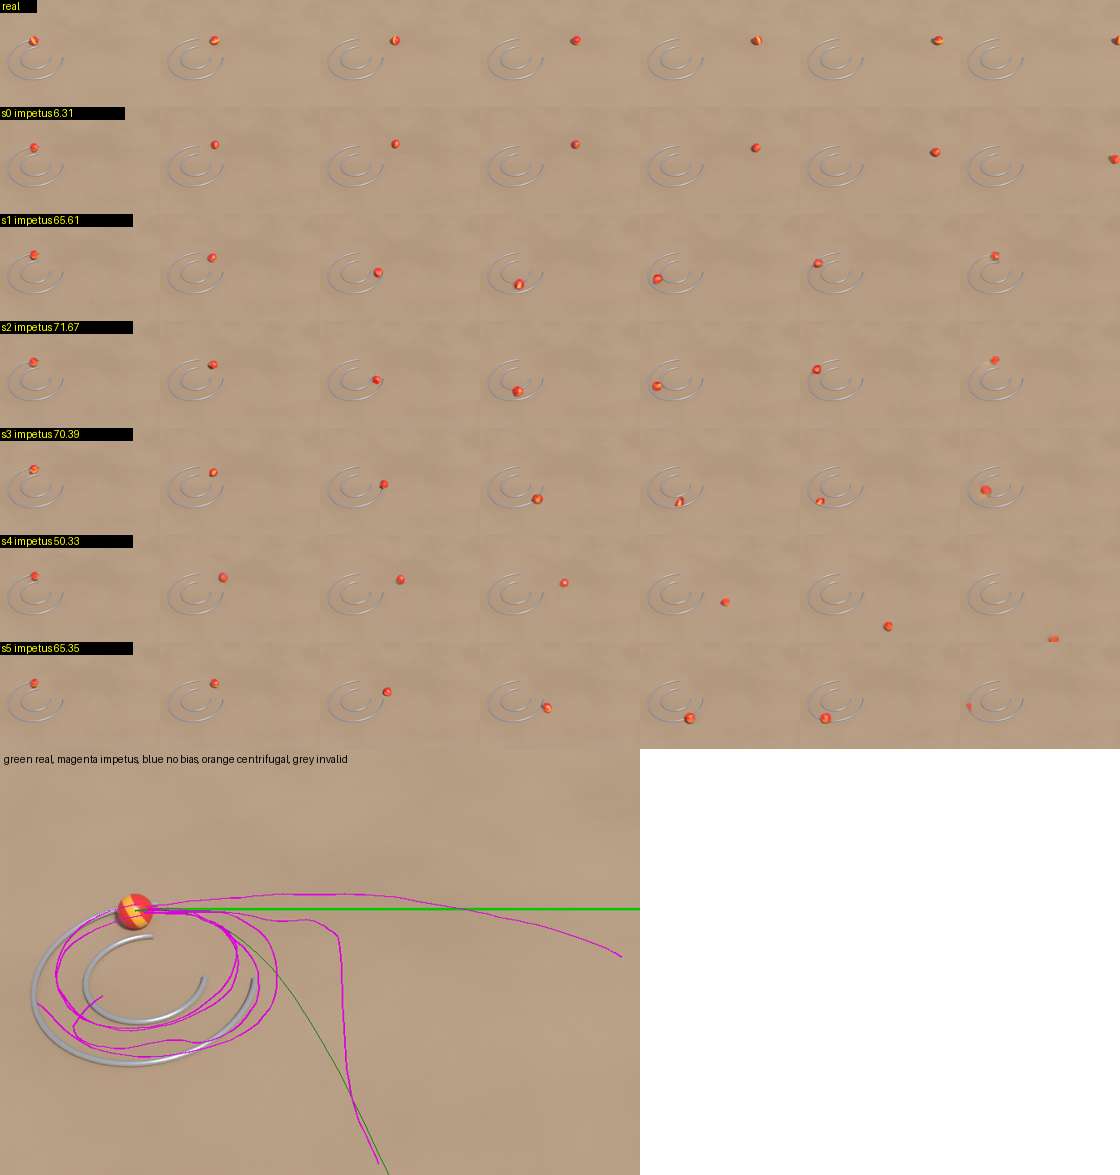 real
s0 impetus 6.31
s1 impetus 65.61
s2 impetus 71.67
s3 impetus 70.39
s4 impetus 50.33
s5 impetus 65.35
green real, magenta impetus, blue no bias, orange centrifugal, grey invalid